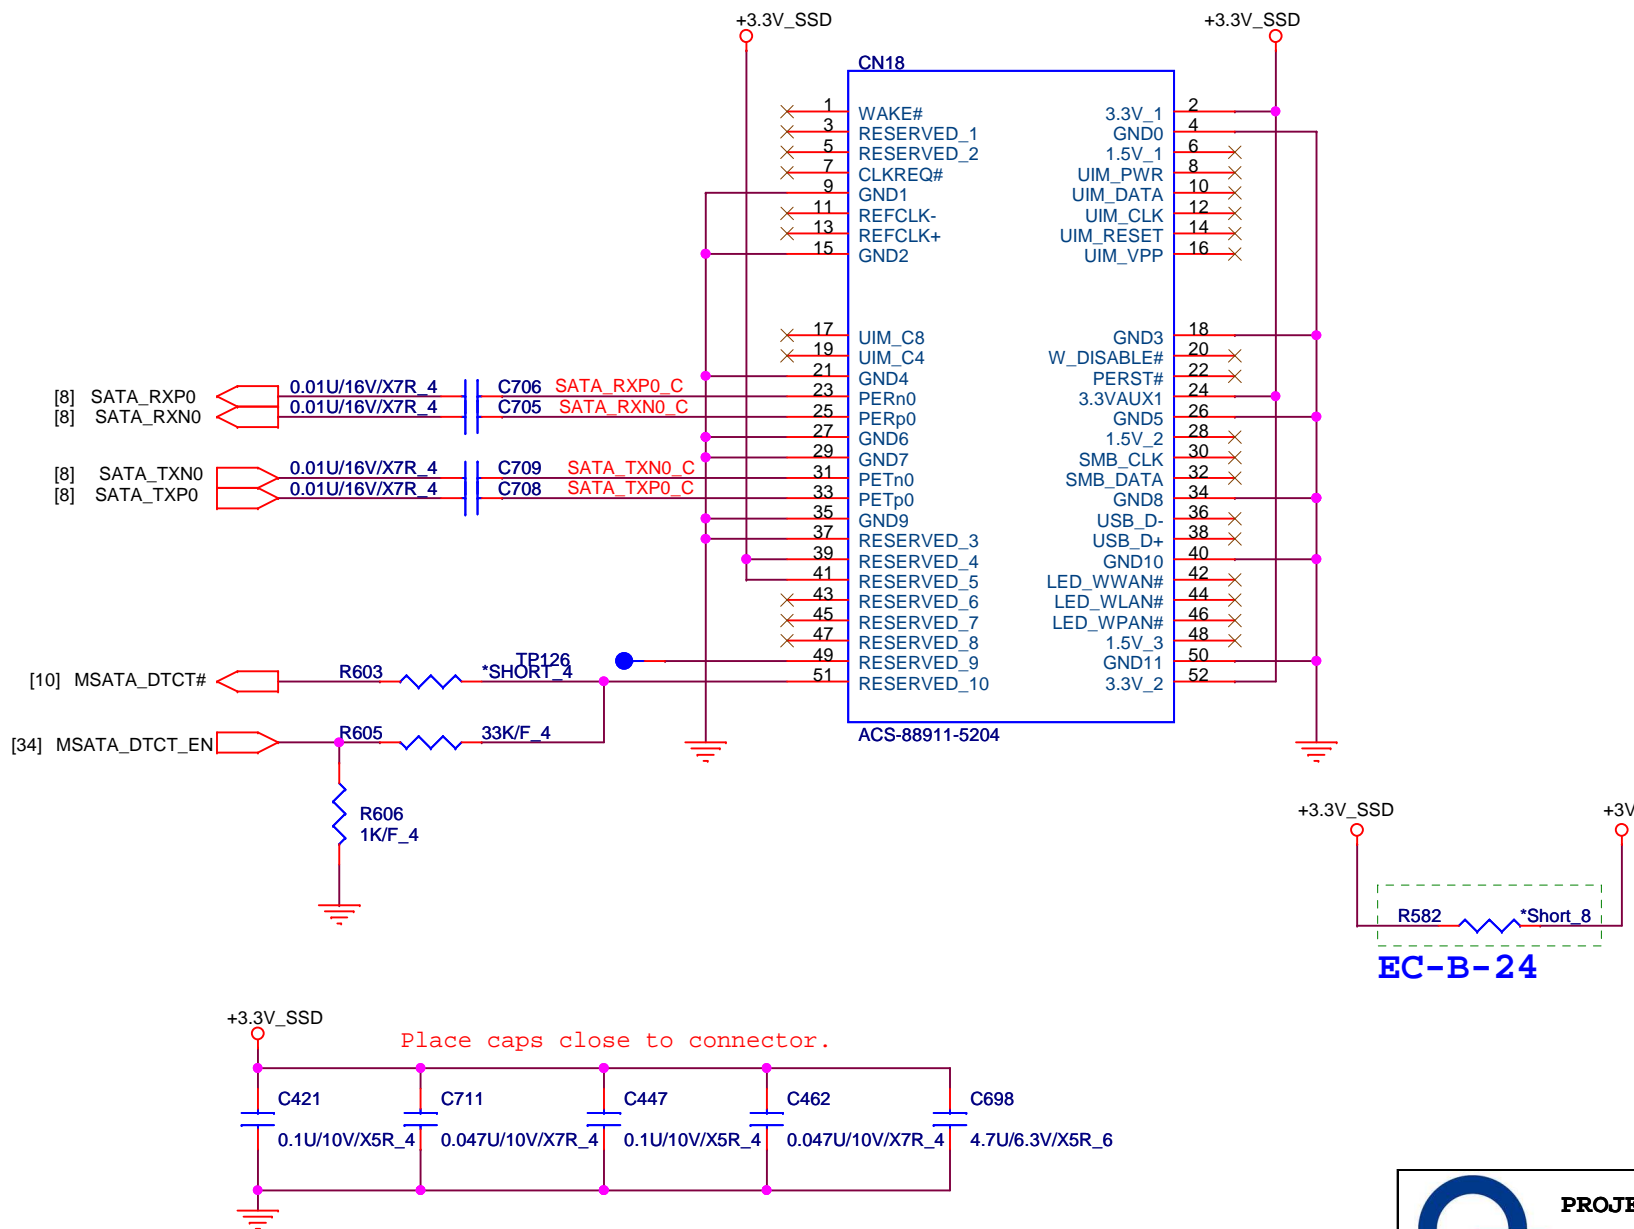 +3.3V_SSD
+3.3V_SSD
CN18
1 WAKE# 3.3V_1 2
3 RESERVED_1 GND0 4
5 RESERVED_2 1.5V_1 6
7 CLKREQ# UIM_PWR 8
9 GND1 UIM_DATA 10
11 REFCLK- UIM_CLK 12
13 REFCLK+ UIM_RESET 14
15 GND2 UIM_VPP 16
17 UIM_C8 GND3 18
19 UIM_C4 W_DISABLE# 20
21 GND4 PERST# 22
[8] SATA_RXP0 0.01U/16V/X7R_4 C706 SATA_RXP0_C 23 PERn0 3.3VAUX1 24
[8] SATA_RXN0 0.01U/16V/X7R_4 C705 SATA_RXN0_C 25 PERp0 GND5 26
27 GND6 1.5V_2 28
29 GND7 SMB_CLK 30
[8] SATA_TXN0 0.01U/16V/X7R_4 C709 SATA_TXN0_C 31 PETn0 SMB_DATA 32
[8] SATA_TXP0 0.01U/16V/X7R_4 C708 SATA_TXP0_C 33 PETp0 GND8 34
35 GND9 USB_D- 36
37 RESERVED_3 USB_D+ 38
39 RESERVED_4 GND10 40
41 RESERVED_5 LED_WWAN# 42
43 RESERVED_6 LED_WLAN# 44
45 RESERVED_7 LED_WPAN# 46
47 RESERVED_8 1.5V_3 48
TP126 49 RESERVED_9 GND11 50
[10] MSATA_DTCT# R603 *SHORT_4 51 RESERVED_10 3.3V_2 52
[34] MSATA_DTCT_EN R605 33K/F_4
ACS-88911-5204
R606
1K/F_4
+3.3V_SSD +3V
R582 *Short_8
EC-B-24
+3.3V_SSD
Place caps close to connector.
C421 C711 C447 C462 C698
0.1U/10V/X5R_4 0.047U/10V/X7R_4 0.1U/10V/X5R_4 0.047U/10V/X7R_4 4.7U/6.3V/X5R_6
PROJE